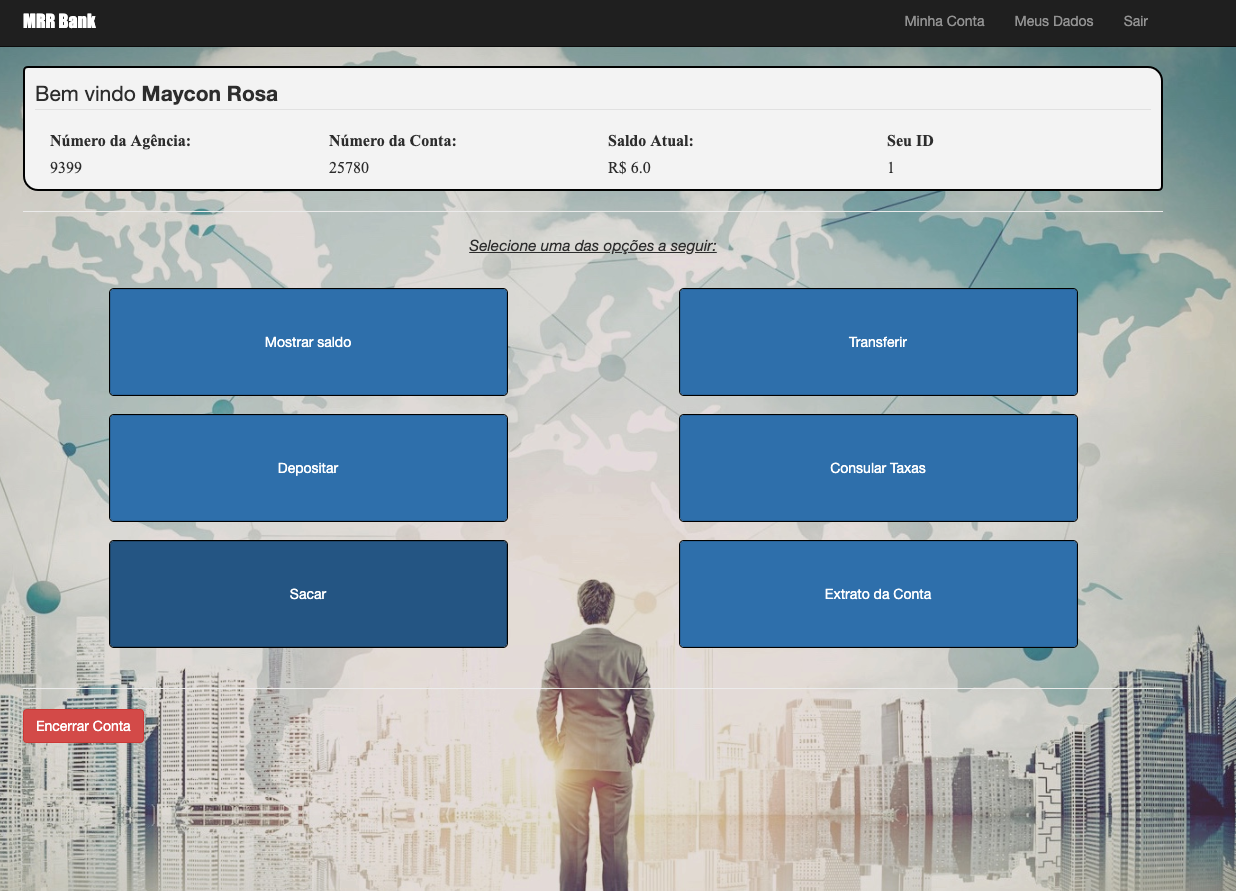 MRR Bank Minha Conta Meus Dados Sair
Bem vindo Maycon Rosa
Número da Agência: Número da Conta: Saldo Atual: Seu ID
9399 25780 R$ 6.0 1
Selecione uma das opções a seguir:
Mostrar saldo Transferir
Depositar Consular Taxas
Sacar Extrato da Conta
Encerrar Conta